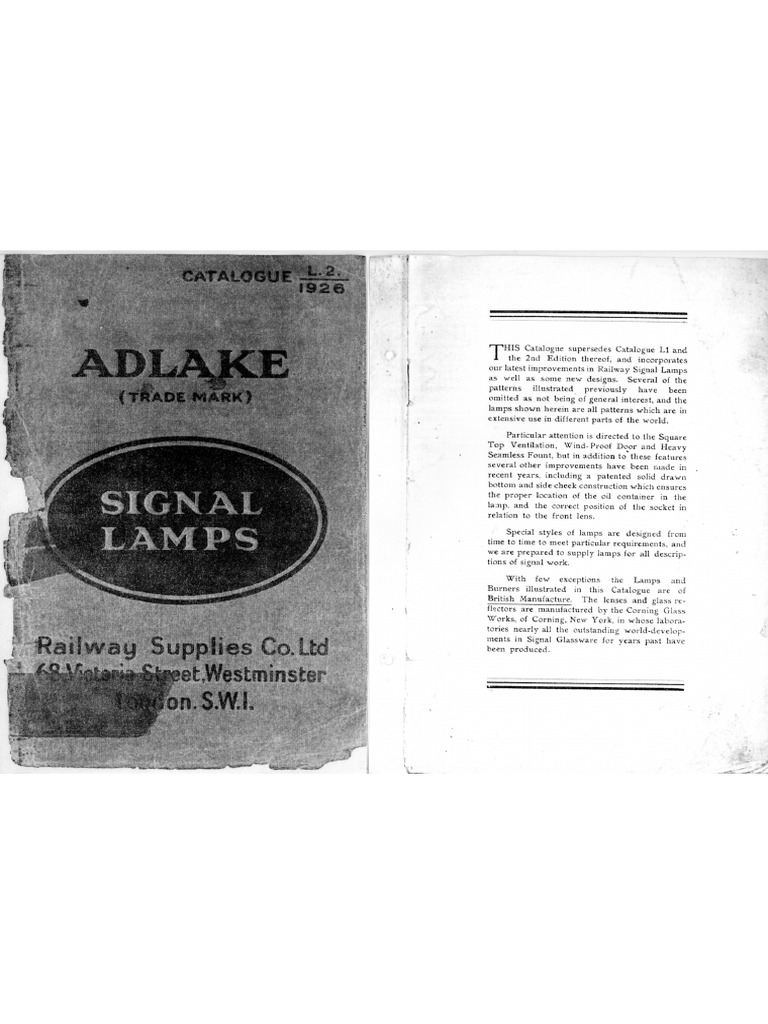 CATALOGUE L.2.
1926
ADLAKE
(TRADE MARK)
SIGNAL
LAMPS
Railway Supplies Co. Ltd
68, Victoria Street, Westminster
London. S.W.1.
THIS Catalogue supersedes Catalogue L1 and
the 2nd Edition thereof, and incorporates
our latest improvements in Railway Signal Lamps
as well as some new designs. Several of the
patterns illustrated previously have been
omitted as not being of general interest, and the
lamps shown herein are all patterns which are in
extensive use in different parts of the world.
Particular attention is directed to the Square
Top Ventilation, Wind-Proof Door and Heavy
Seamless Fount, but in addition to these features
several other improvements have been made in
recent years, including a patented solid drawn
bottom and side cheek construction which ensures
the proper location of the oil container in the
lamp, and the correct position of the socket in
relation to the front lens.
Special styles of lamps are designed from
time to time to meet particular requirements, and
we are prepared to supply lamps for all descrip-
tions of signal work.
With few exceptions the Lamps and
Burners illustrated in this Catalogue are of
British Manufacture. The lenses and glass re-
flectors are manufactured by the Corning Glass
Works, of Corning, New York, in whose labora-
tories nearly all the outstanding world-develop-
ments in Signal Glassware for years past have
been produced.